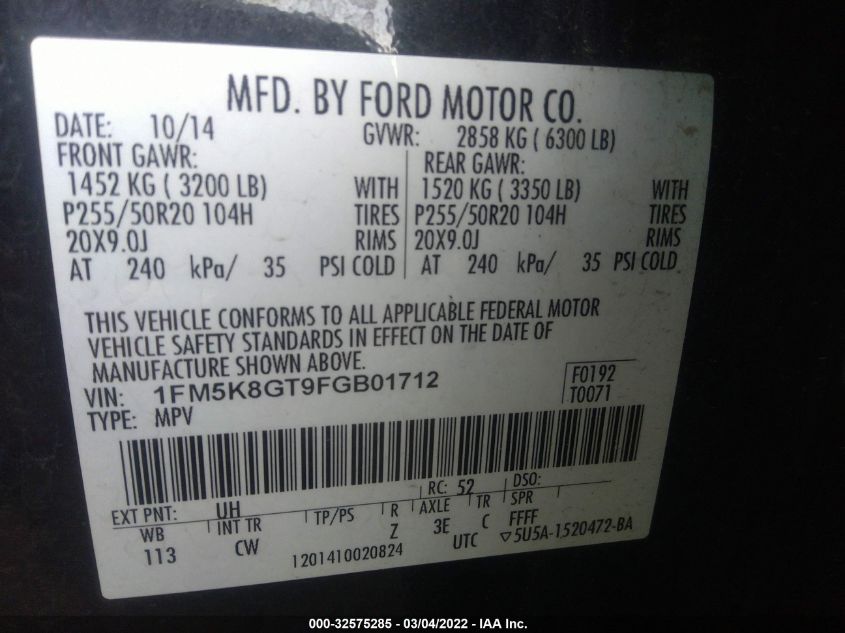 MFD. BY FORD MOTOR CO.
DATE: 10/14 GVWR: 2858 KG ( 6300 LB)
FRONT GAWR: REAR GAWR:
1452 KG ( 3200 LB) WITH 1520 KG ( 3350 LB) WITH
P255/50R20 104H TIRES P255/50R20 104H TIRES
20X9.0J RIMS 20X9.0J RIMS
AT 240 kPa/ 35 PSI COLD AT 240 kPa/ 35 PSI COLD
THIS VEHICLE CONFORMS TO ALL APPLICABLE FEDERAL MOTOR
VEHICLE SAFETY STANDARDS IN EFFECT ON THE DATE OF
MANUFACTURE SHOWN ABOVE.
VIN: 1FM5K8GT9FGB01712 F0192
TYPE: MPV T0071
EXT PNT: UH RC: 52 DSO:
WB INT TR TP/PS R AXLE TR SPR
113 CW Z 3E C FFFF
1201410020824 UTC ▽5U5A-1520472-BA
000-32575285 - 03/04/2022 - IAA Inc.